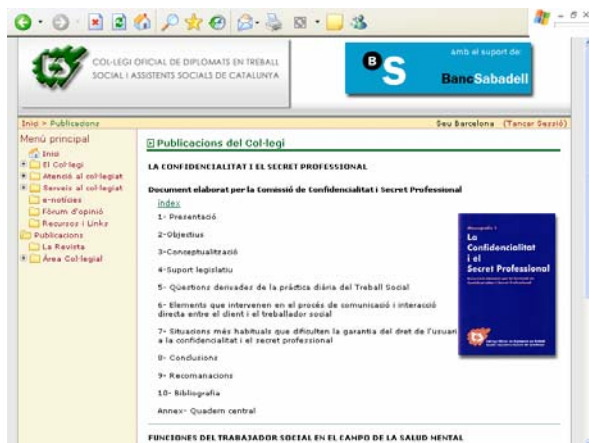 COL·LEGI OFICIAL DE DIPLOMATS EN TREBALL
SOCIAL I ASSISTENTS SOCIALS DE CATALUNYA
amb el suport de:
BS
BancSabadell
Inici > Publicacions
Seu Barcelona (Tancar Sessió)
Menú principal
Inici
El Col·legi
Atenció al col·legiat
Serveis al col·legiat
e-notícies
Fòrum d'opinió
Recursos i Links
Publicacions
La Revista
Àrea Col·legial
Publicacions del Col·legi
LA CONFIDENCIALITAT I EL SECRET PROFESSIONAL
Document elaborat per la Comissió de Confidencialitat i Secret Professional
índex
1- Presentació
2-Objectius
3-Conceptualització
4-Suport legislatiu
5- Qüestions derivades de la pràctica diària del Treball Social
6- Elements que intervenen en el procés de comunicació i interacció
directa entre el client i el treballador social
7- Situacions més habituals que dificulten la garantia del dret de l'usuari
a la confidencialitat i el secret professional
8- Conclusions
9- Recomanacions
10- Bibliografia
Annex- Quadern central
La
Confidencialitat
i el
Secret Professional
FUNCIONES DEL TRABAJADOR SOCIAL EN EL CAMPO DE LA SALUD MENTAL